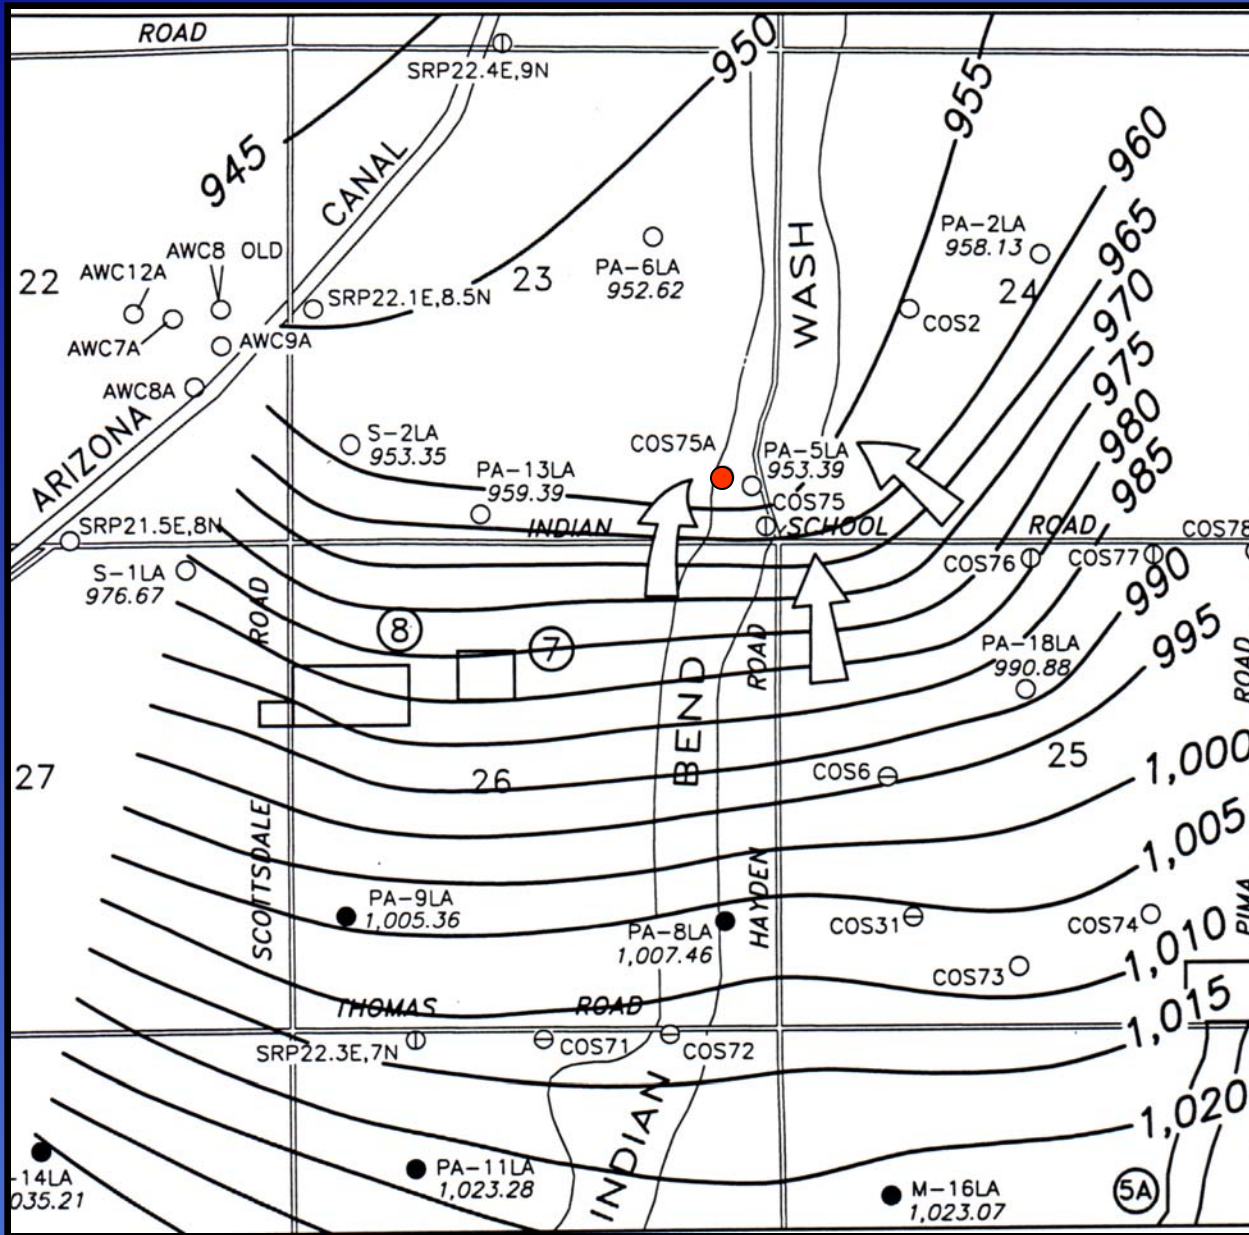 ROAD
SRP22.4E,9N
950
955
945
CANAL
960
AWC8 OLD
AWC12A
22
23
PA-6LA
952.62
WASH
PA-2LA
958.13
24
965
970
SRP22.1E,8.5N
AWC7A
AWC9A
COS2
975
AWC8A
ARIZONA
980
S-2LA
953.35
COS75A
PA-5LA
953.39
PA-13LA
959.39
985
COS75
INDIAN SCHOOL ROAD
SRP21.5E,8N
COS76
COS77
COS78
S-1LA
976.67
ROAD
990
8
7
ROAD
PA-18LA
990.88
995
ROAD
BEND
27
26
COS6
25
1,000
SCOTTSDALE
1,005
HAYDEN
PA-9LA
1,005.36
PA-8LA
1,007.46
COS31
COS74
PIMA
1,010
COS73
THOMAS ROAD
1,015
SRP22.3E,7N
COS71
COS72
INDIAN
1,020
-14LA
035.21
PA-11LA
1,023.28
M-16LA
1,023.07
5A